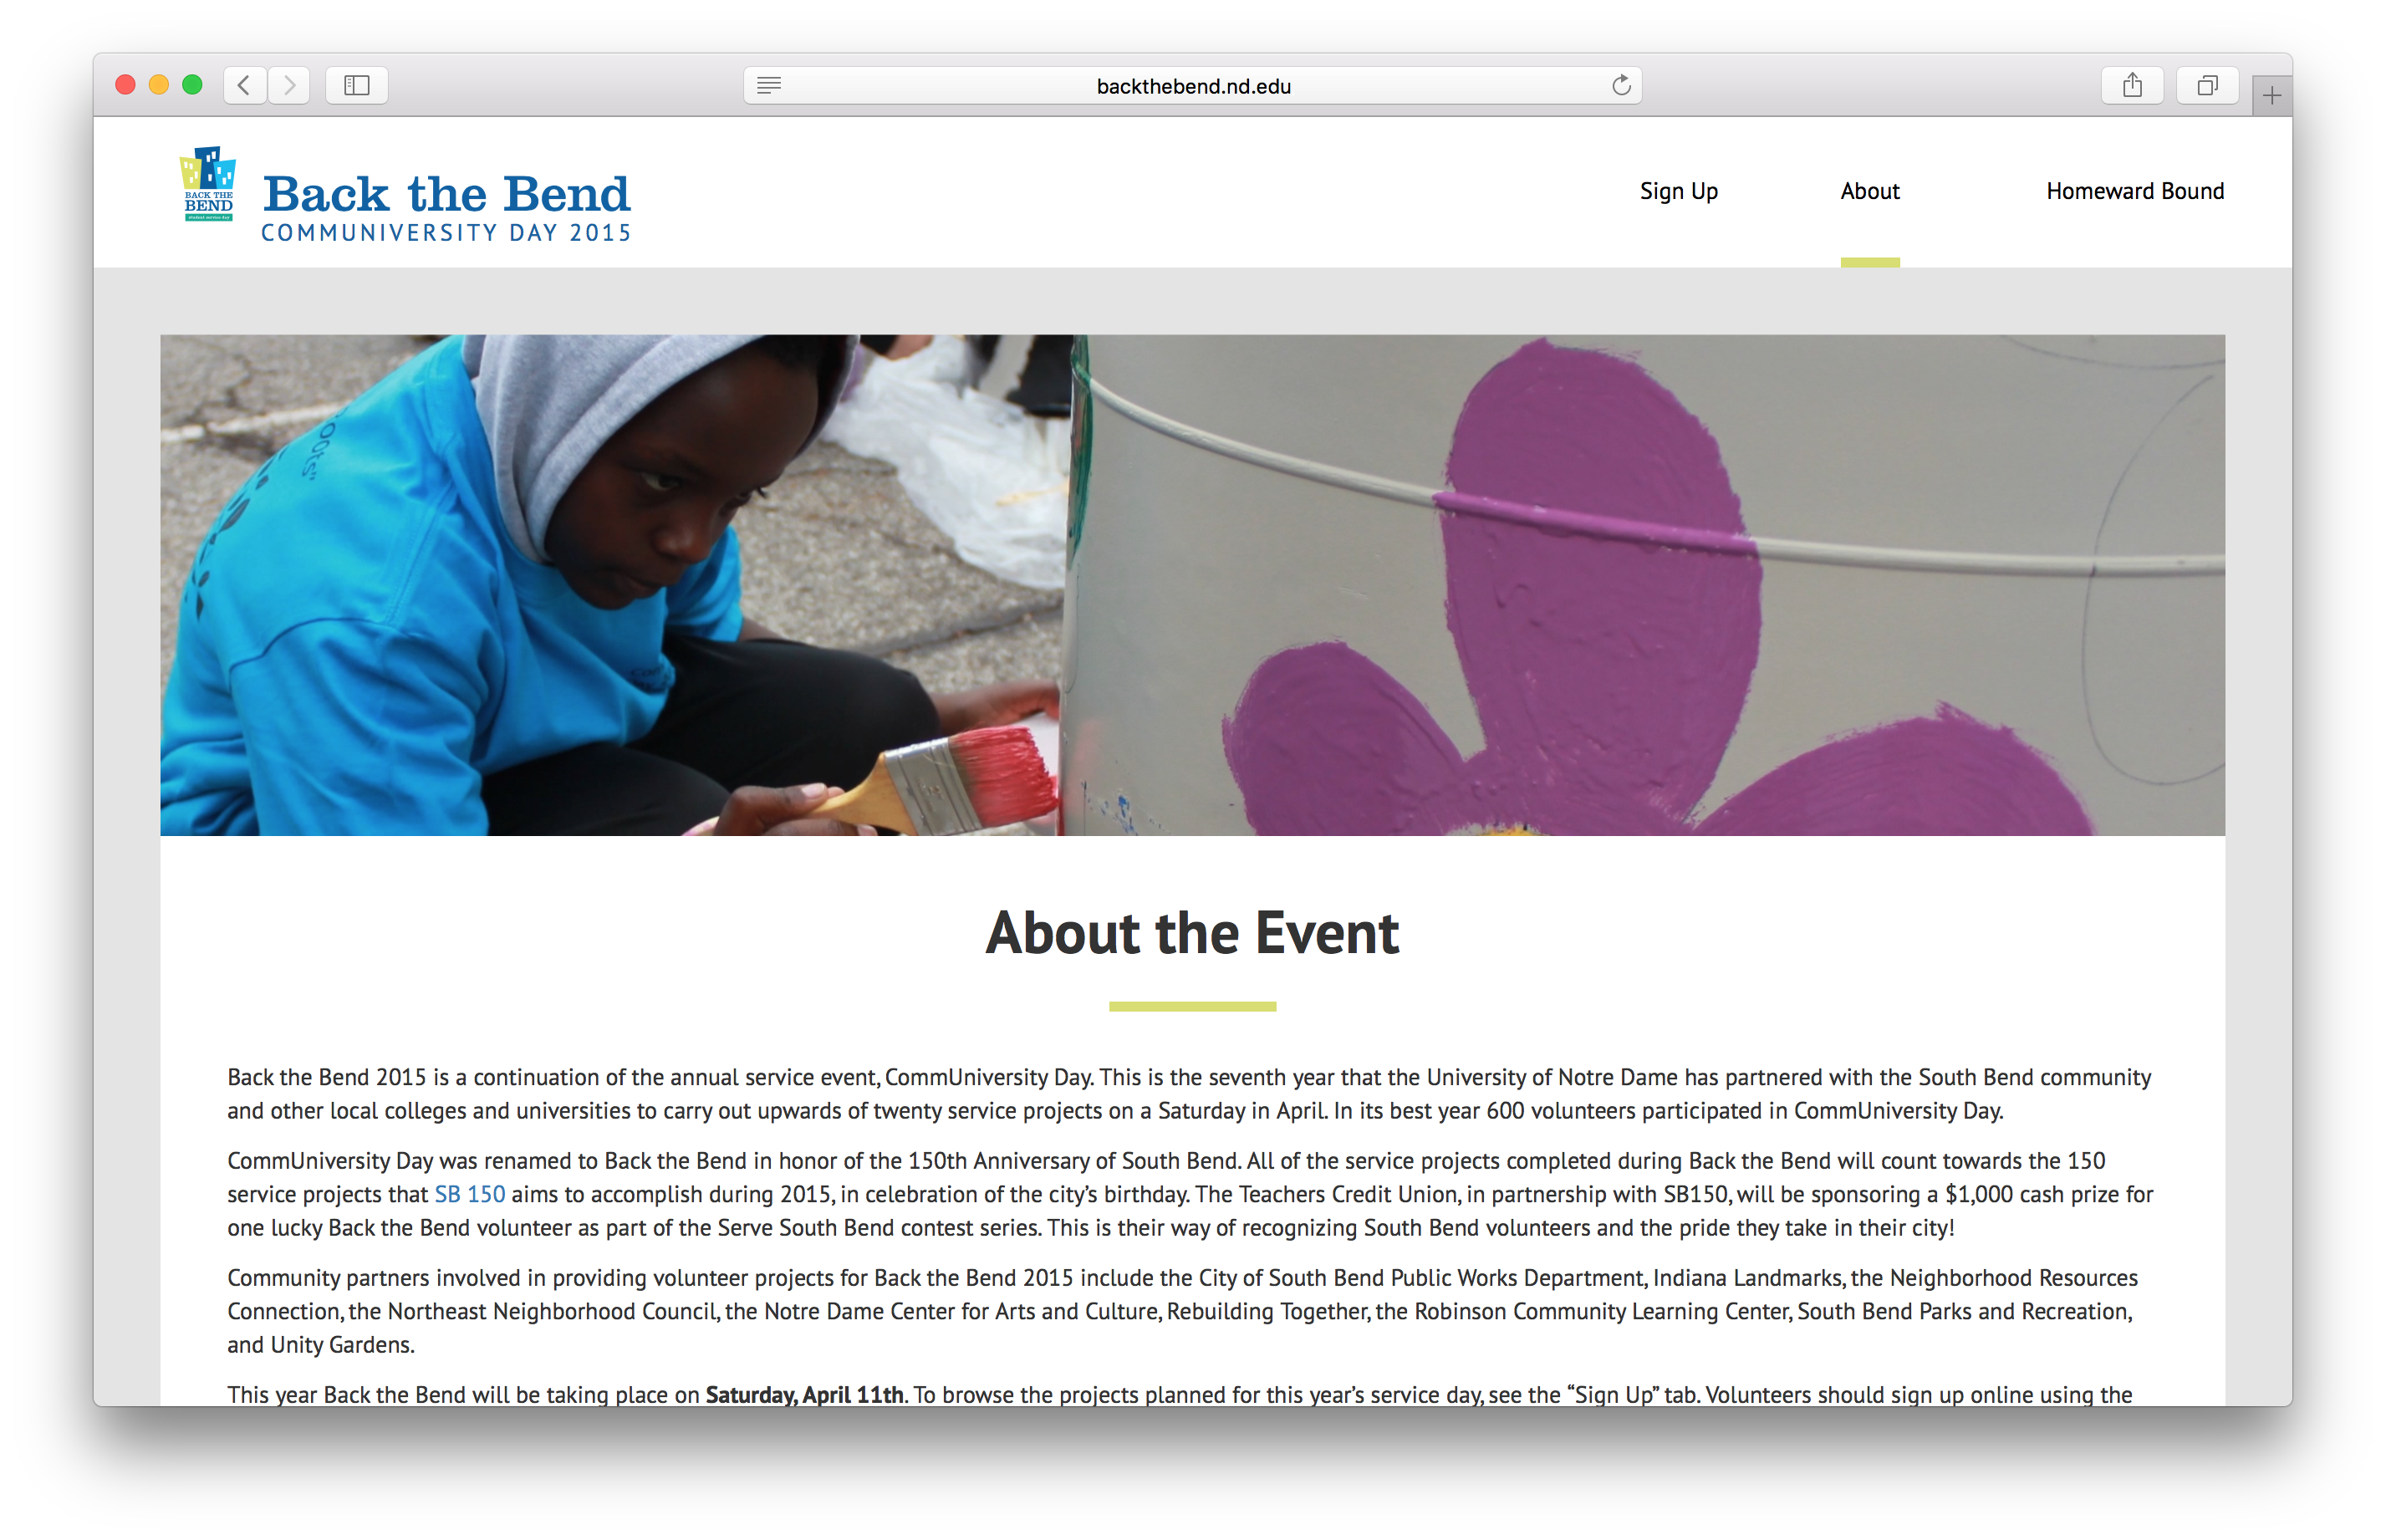 backthebend.nd.edu
BACK THE
BEND
Back the Bend
COMMUNIVERSITY DAY 2015
Sign Up
About
Homeward Bound
About the Event
Back the Bend 2015 is a continuation of the annual service event, CommUniversity Day. This is the seventh year that the University of Notre Dame has partnered with the South Bend community
and other local colleges and universities to carry out upwards of twenty service projects on a Saturday in April. In its best year 600 volunteers participated in CommUniversity Day.
CommUniversity Day was renamed to Back the Bend in honor of the 150th Anniversary of South Bend. All of the service projects completed during Back the Bend will count towards the 150
service projects that SB 150 aims to accomplish during 2015, in celebration of the city’s birthday. The Teachers Credit Union, in partnership with SB150, will be sponsoring a $1,000 cash prize for
one lucky Back the Bend volunteer as part of the Serve South Bend contest series. This is their way of recognizing South Bend volunteers and the pride they take in their city!
Community partners involved in providing volunteer projects for Back the Bend 2015 include the City of South Bend Public Works Department, Indiana Landmarks, the Neighborhood Resources
Connection, the Northeast Neighborhood Council, the Notre Dame Center for Arts and Culture, Rebuilding Together, the Robinson Community Learning Center, South Bend Parks and Recreation,
and Unity Gardens.
This year Back the Bend will be taking place on Saturday, April 11th. To browse the projects planned for this year’s service day, see the “Sign Up” tab. Volunteers should sign up online using the